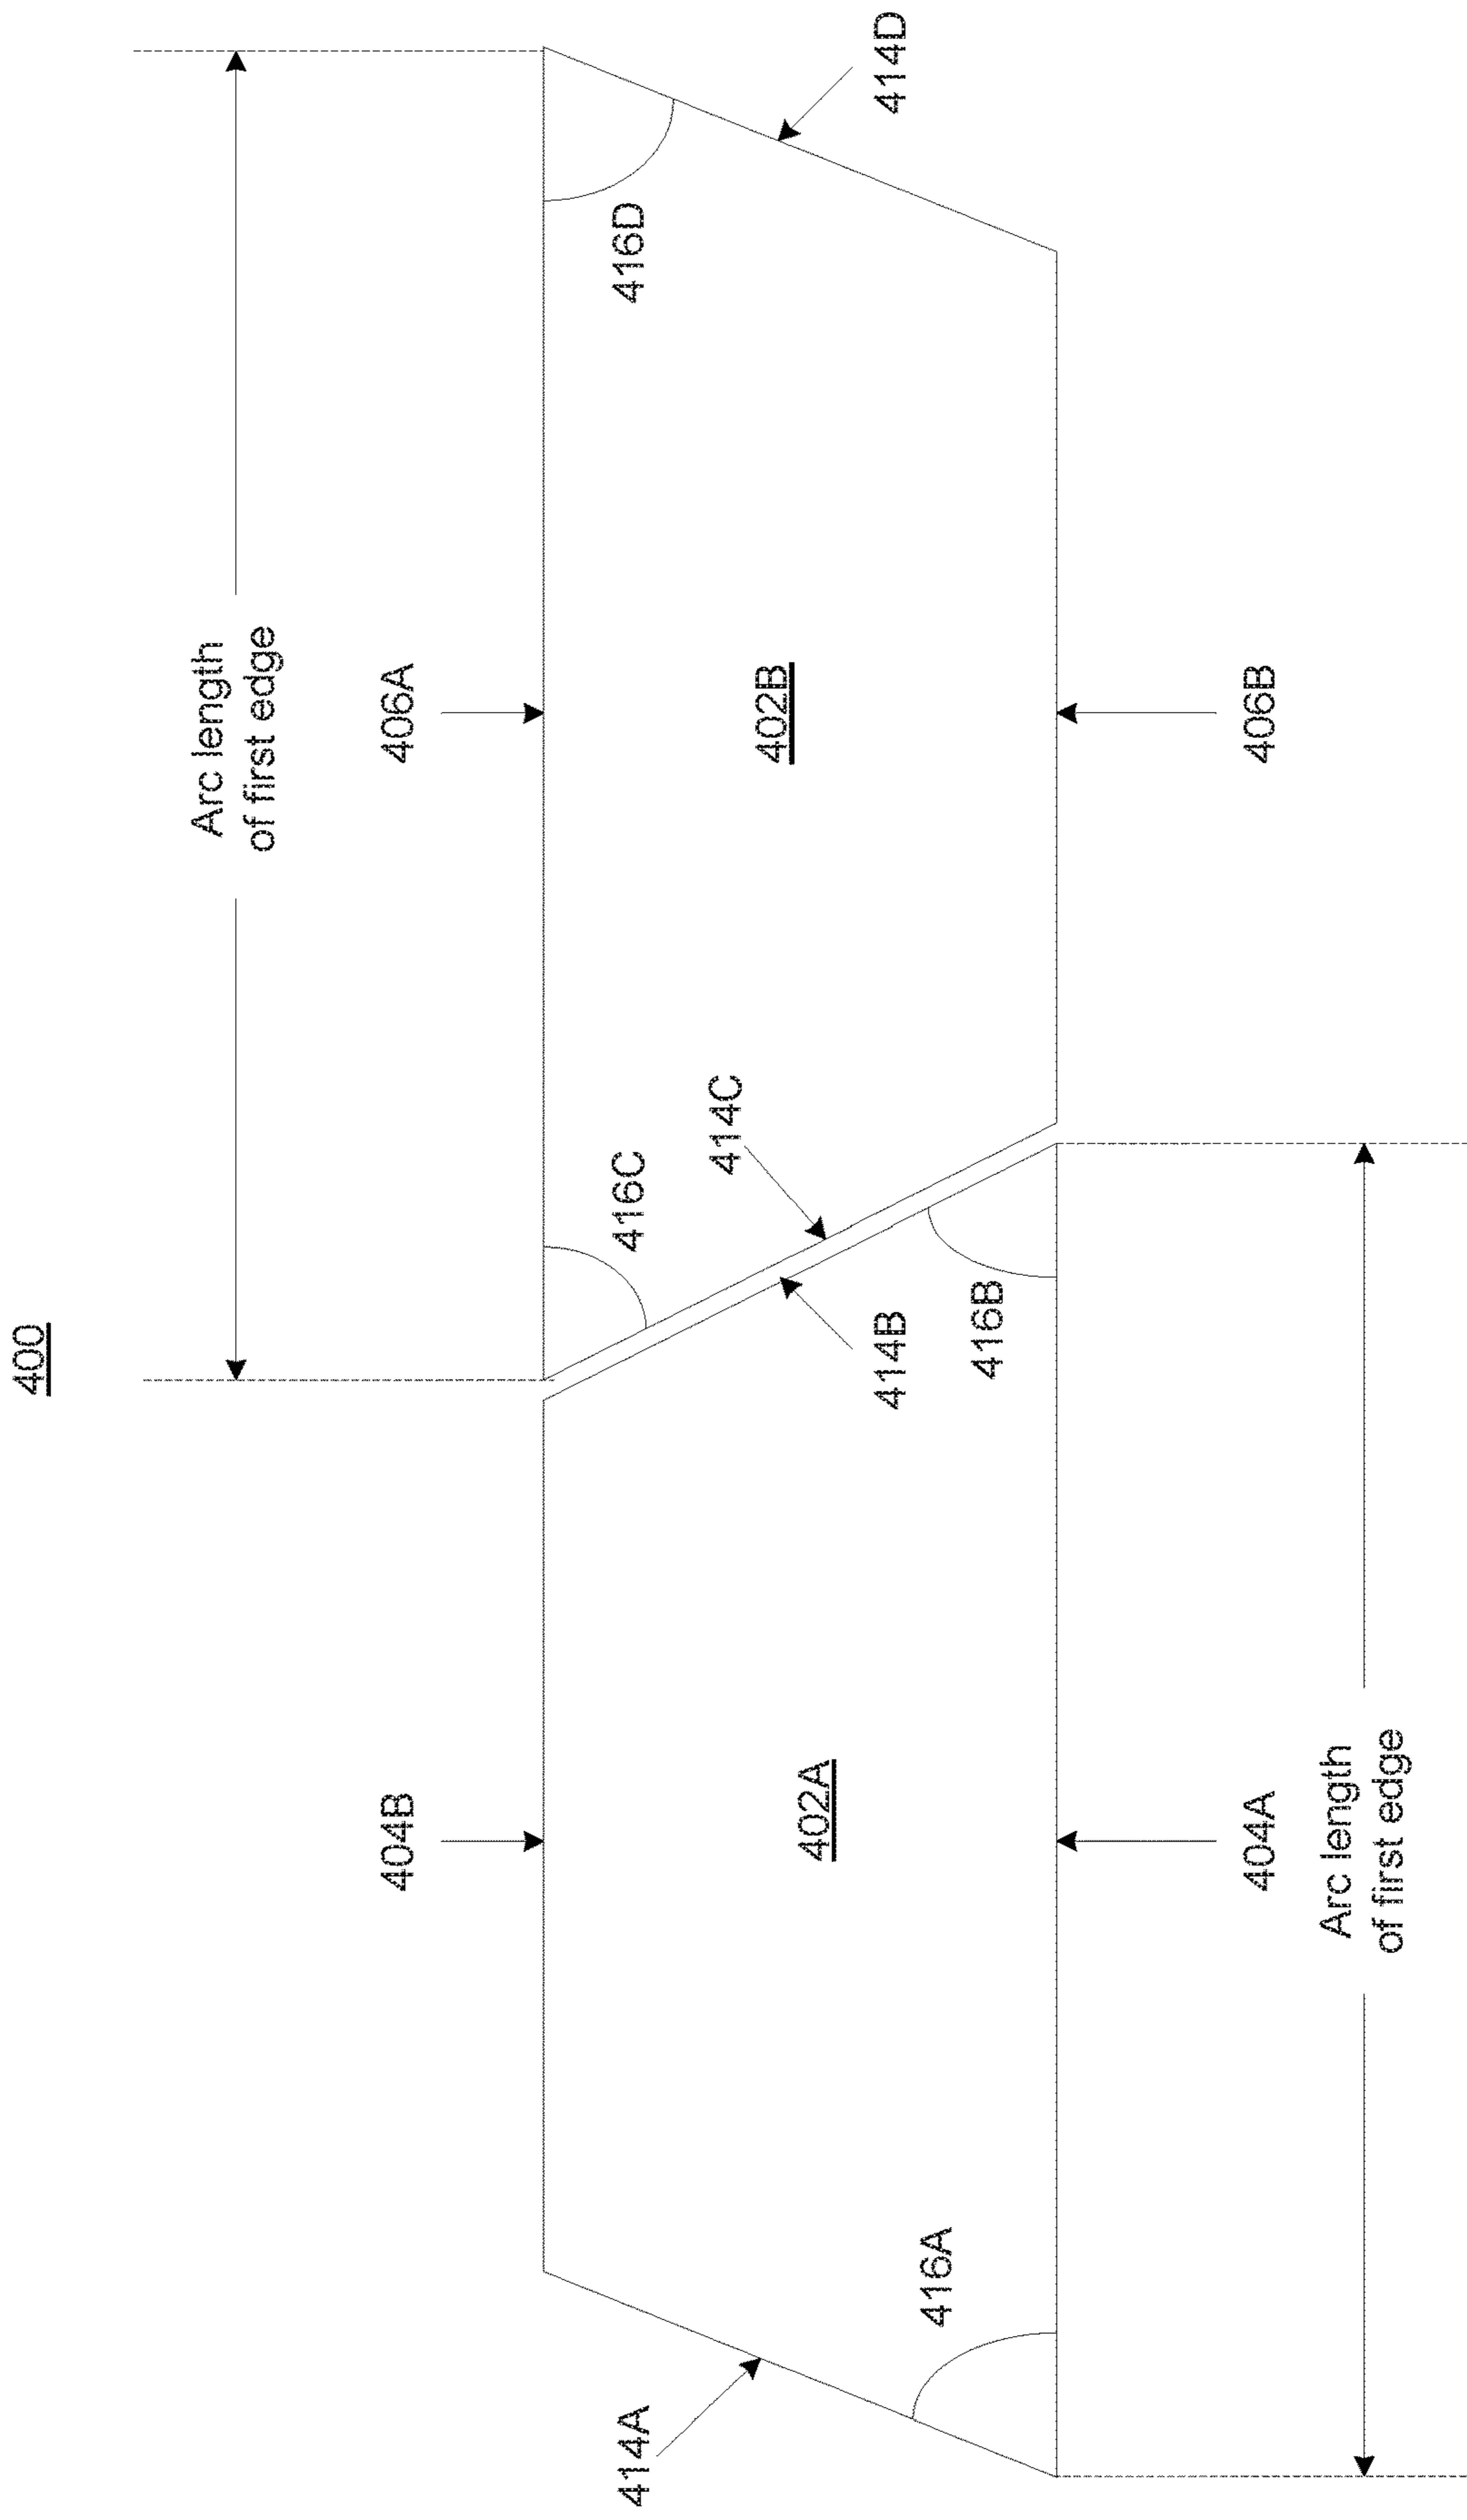 400
Arc length
of first edge
404B
406A
414A
416A
402A
414B
416B
416C
414C
402B
416D
414D
404A
406B
Arc length
of first edge